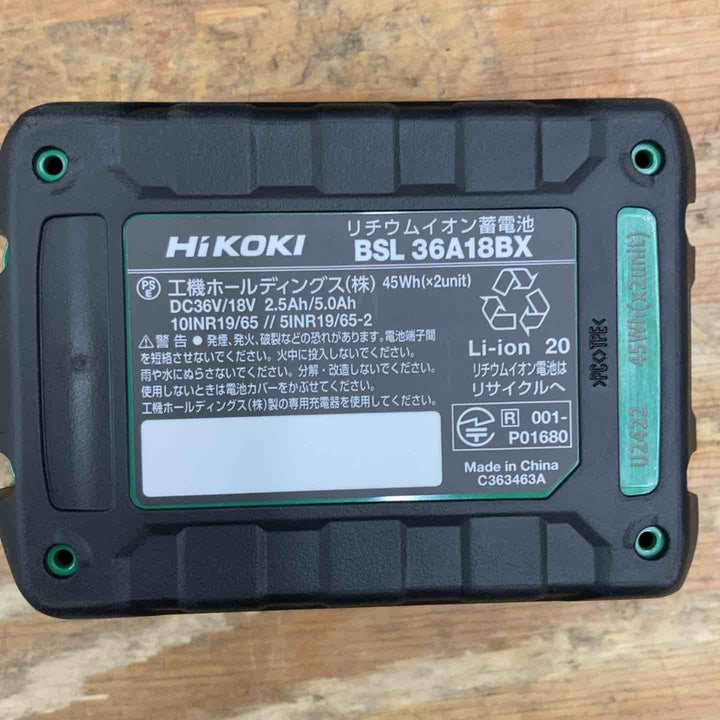 HiKOKI
リチウムイオン蓄電池
BSL 36A18BX
PS
E
工機ホールディングス(株) 45Wh(×2unit)
DC36V/18V 2.5Ah/5.0Ah
10INR19/65 // 5INR19/65-2
⚠警告 ● 発煙、発火、破裂などの恐れがあります。電池端子間
を短絡させないでください。火中に投入しないでください。
雨や水にぬらさないでください。分解・改造しないでください。
使用しないときは電池カバーをかぶせてください。
工機ホールディングス(株)製の専用充電器を使用してください。
Li-ion 20
リチウムイオン電池は
リサイクルへ
R 001-
P01680
Made in China
C363463A
>PC<>TPE<
U2422 45Wh(×2unit)